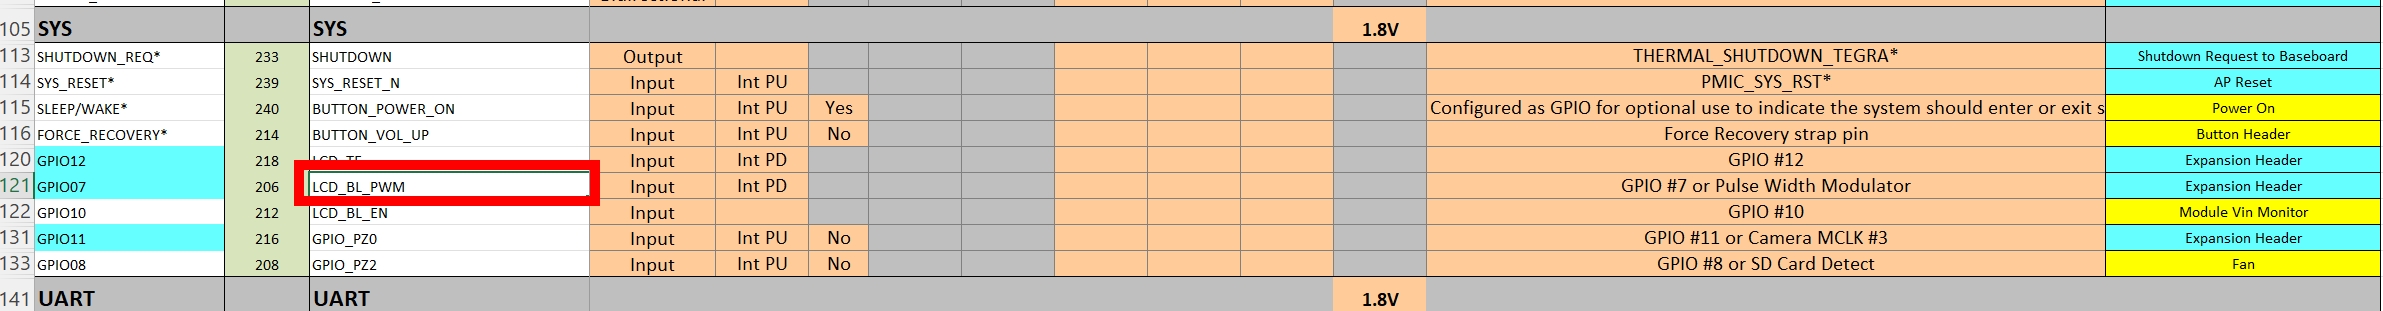 105 SYS SYS 1.8V
113 SHUTDOWN_REQ* 233 SHUTDOWN Output THERMAL_SHUTDOWN_TEGRA* Shutdown Request to Baseboard
114 SYS_RESET* 239 SYS_RESET_N Input Int PU PMIC_SYS_RST* AP Reset
115 SLEEP/WAKE* 240 BUTTON_POWER_ON Input Int PU Yes Configured as GPIO for optional use to indicate the system should enter or exit s Power On
116 FORCE_RECOVERY* 214 BUTTON_VOL_UP Input Int PU No Force Recovery strap pin Button Header
120 GPIO12 218 LCD_TE Input Int PD GPIO #12 Expansion Header
121 GPIO07 206 LCD_BL_PWM Input Int PD GPIO #7 or Pulse Width Modulator Expansion Header
122 GPIO10 212 LCD_BL_EN Input GPIO #10 Module Vin Monitor
131 GPIO11 216 GPIO_PZ0 Input Int PU No GPIO #11 or Camera MCLK #3 Expansion Header
133 GPIO08 208 GPIO_PZ2 Input Int PU No GPIO #8 or SD Card Detect Fan
141 UART UART 1.8V